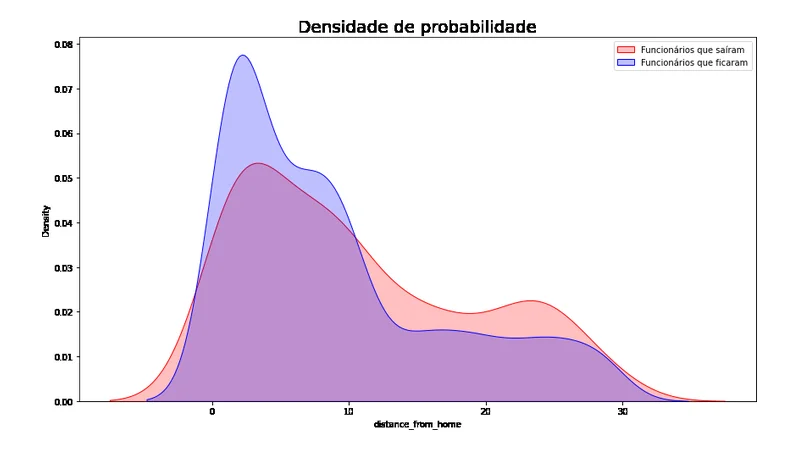 Densidade de probabilidade
Funcionários que saíram
Funcionários que ficaram
0.08
0.07
0.06
0.05
0.04
0.03
0.02
0.01
0.00
Density
0 10 20 30
distance_from_home